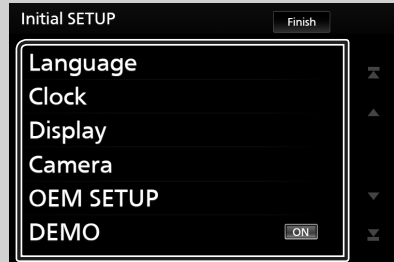 Initial SETUP
Finish
Language
Clock
Display
Camera
OEM SETUP
DEMO
ON